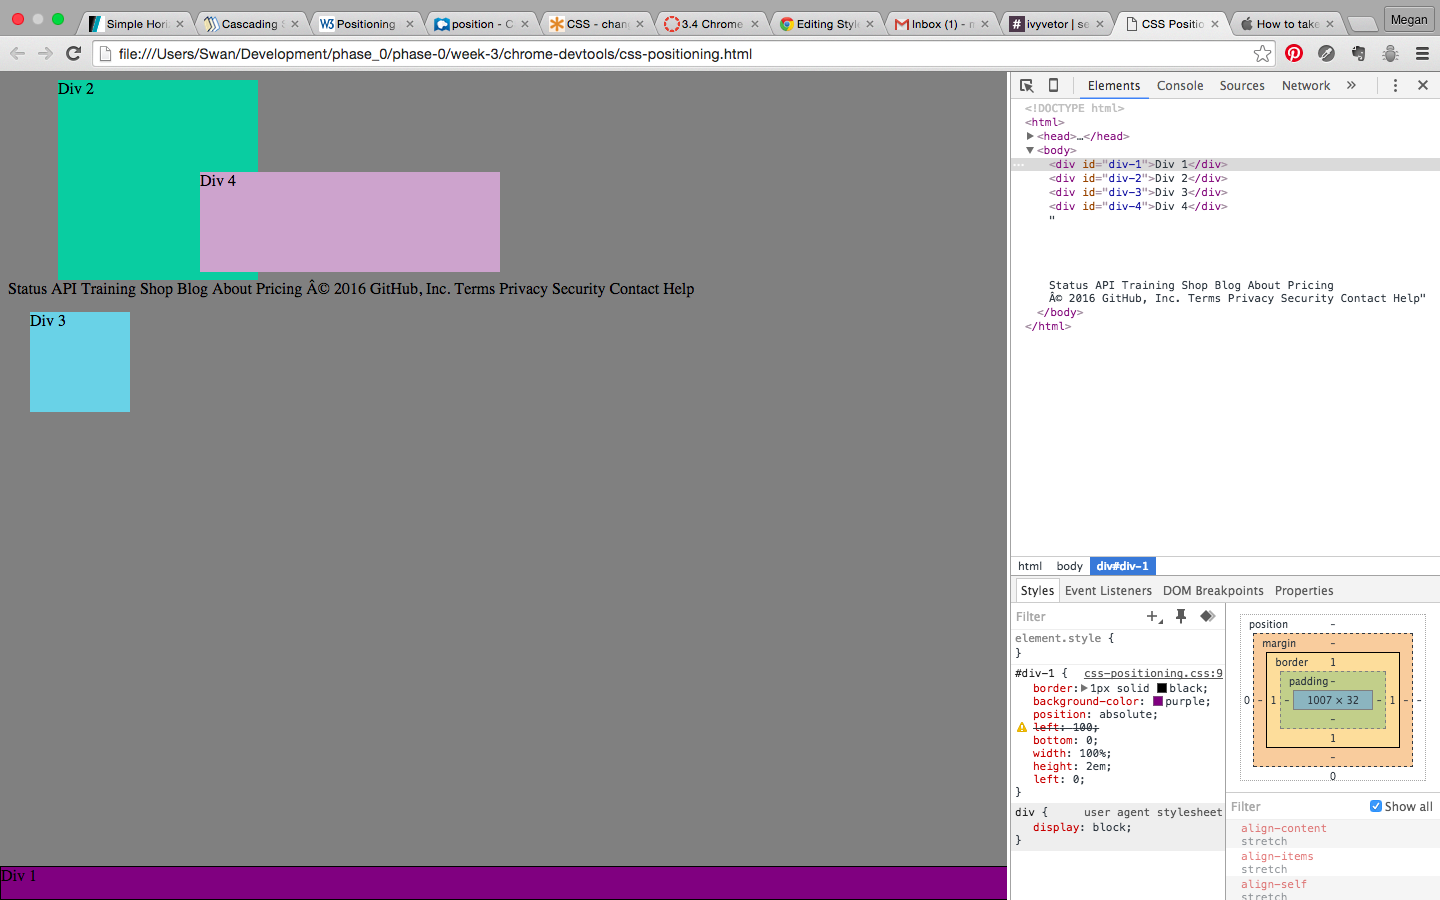 Simple Hori
Cascading S
Positioning
position - C
CSS - chan
3.4 Chrome
Editing Style
Inbox (1) - n
ivyvetor | se
CSS Positio
How to take
Megan
file:///Users/Swan/Development/phase_0/phase-0/week-3/chrome-devtools/css-positioning.html
Div 2
Div 4
Status API Training Shop Blog About Pricing Â© 2016 GitHub, Inc. Terms Privacy Security Contact Help
Div 3
Div 1
Elements Console Sources Network »
<!DOCTYPE html>
<html>
<head>…</head>
<body>
<div id="div-1">Div 1</div>
<div id="div-2">Div 2</div>
<div id="div-3">Div 3</div>
<div id="div-4">Div 4</div>
"
Status API Training Shop Blog About Pricing
Â© 2016 GitHub, Inc. Terms Privacy Security Contact Help"
</body>
</html>
html body div#div-1
Styles Event Listeners DOM Breakpoints Properties
Filter
element.style {
}
#div-1 { css-positioning.css:9
border: 1px solid black;
background-color: purple;
position: absolute;
left: 100;
bottom: 0;
width: 100%;
height: 2em;
left: 0;
}
div { user agent stylesheet
display: block;
}
position -
margin -
border 1
padding -
0 - 1 - 1007 × 32 - 1 - -
-
1
-
0
Filter Show all
align-content
stretch
align-items
stretch
align-self
stretch